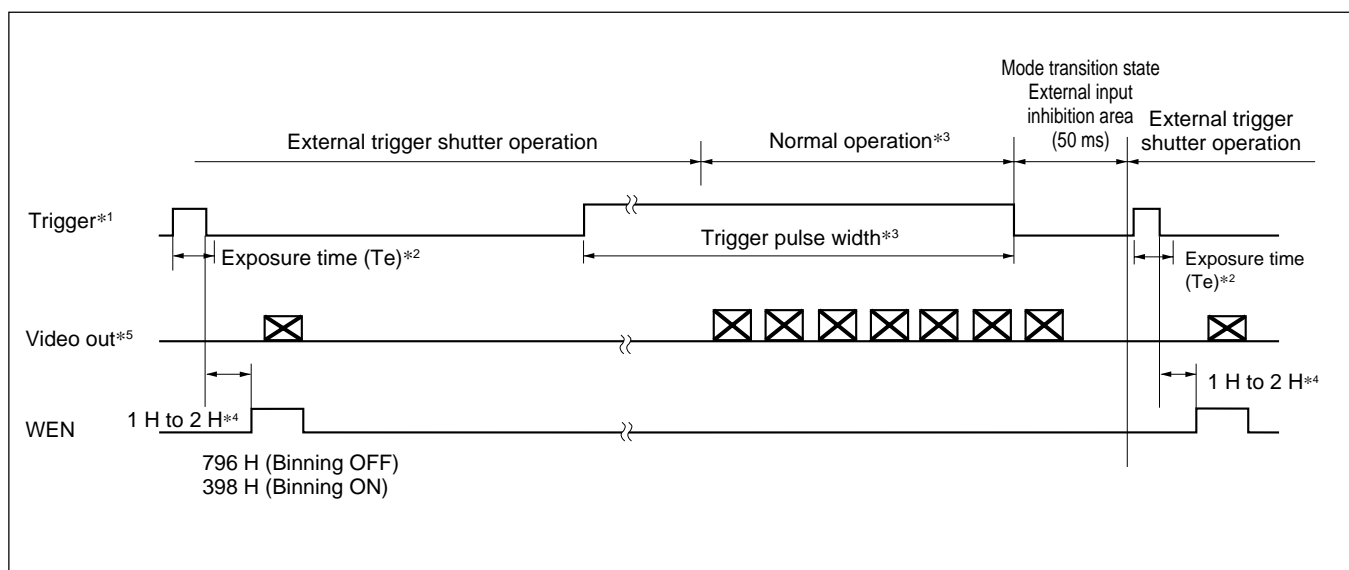 Mode transition state
External input
inhibition area
(50 ms)
External trigger shutter operation
Normal operation*3
External trigger
shutter operation
Trigger*1
Trigger pulse width*3
Exposure time (Te)*2
Exposure time
(Te)*2
Video out*5
1 H to 2 H*4
1 H to 2 H*4
WEN
796 H (Binning OFF)
398 H (Binning ON)